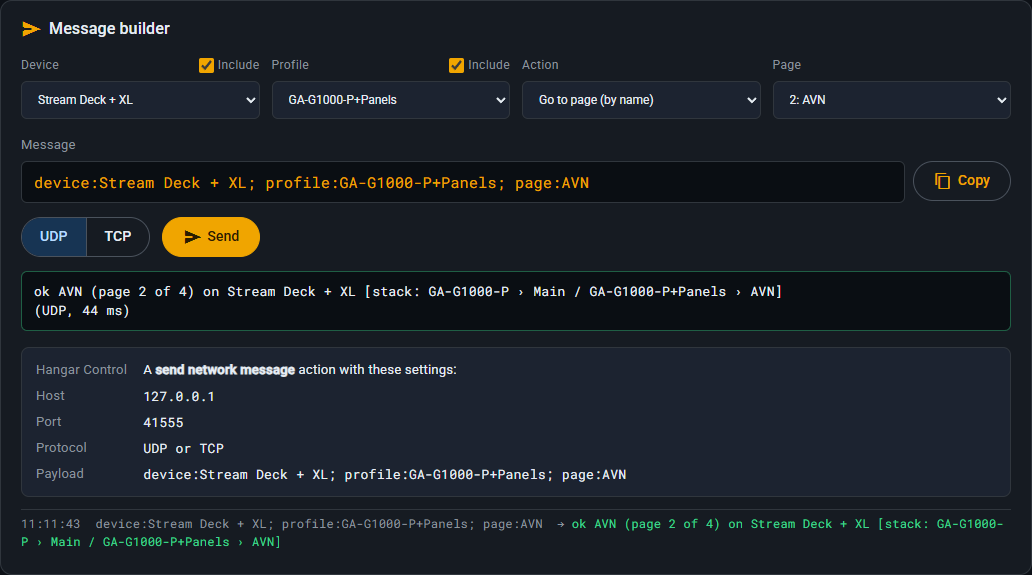 Message builder
Device Include Profile Include Action Page
Stream Deck + XL GA-G1000-P+Panels Go to page (by name) 2: AVN
Message
device:Stream Deck + XL; profile:GA-G1000-P+Panels; page:AVN Copy
UDP TCP Send
ok AVN (page 2 of 4) on Stream Deck + XL [stack: GA-G1000-P › Main / GA-G1000-P+Panels › AVN]
(UDP, 44 ms)
Hangar Control A send network message action with these settings:
Host 127.0.0.1
Port 41555
Protocol UDP or TCP
Payload device:Stream Deck + XL; profile:GA-G1000-P+Panels; page:AVN
11:11:43 device:Stream Deck + XL; profile:GA-G1000-P+Panels; page:AVN → ok AVN (page 2 of 4) on Stream Deck + XL [stack: GA-G1000-
P › Main / GA-G1000-P+Panels › AVN]